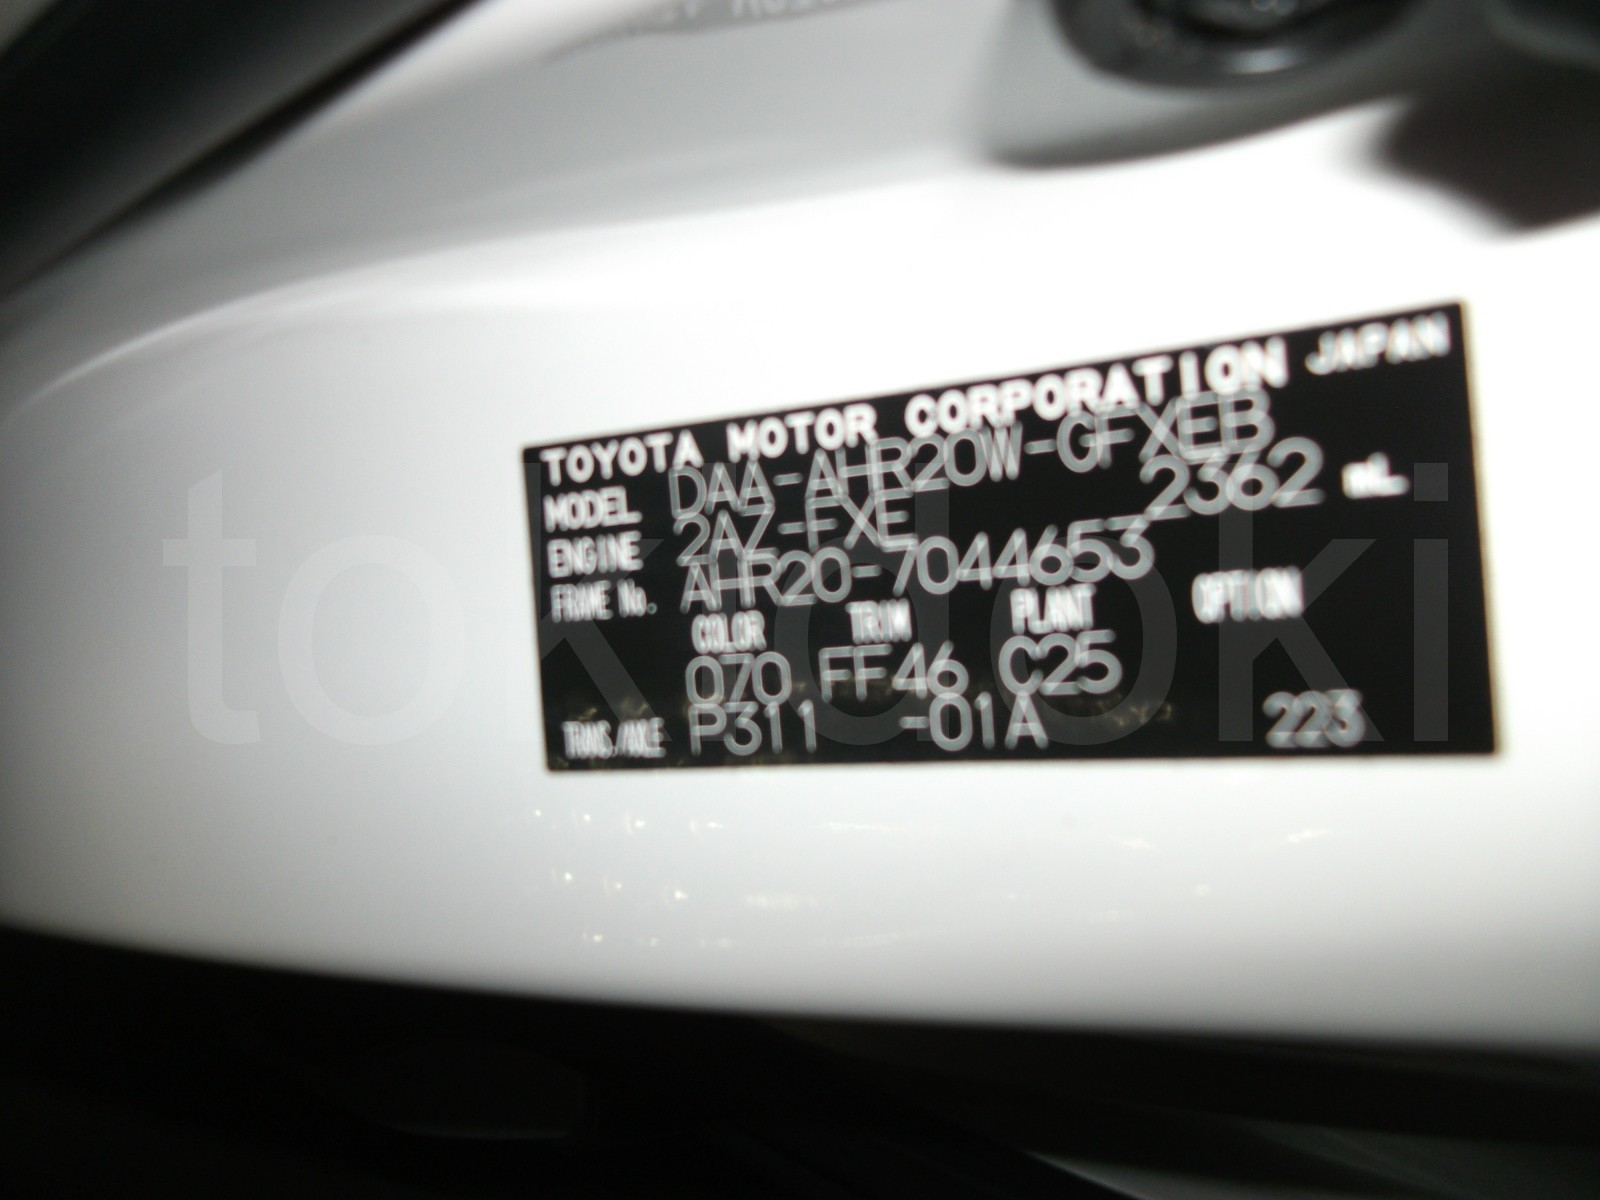 TOYOTA MOTOR CORPORATION JAPAN
MODEL DAA-AHR20W-GFXEB
ENGINE 2AZ-FXE 2362 mL
FRAME No. AHR20-7044653
COLOR TRIM PLANT OPTION
070 FF46 C25
TRANS./AXLE P311 -01A 223
tokidoki